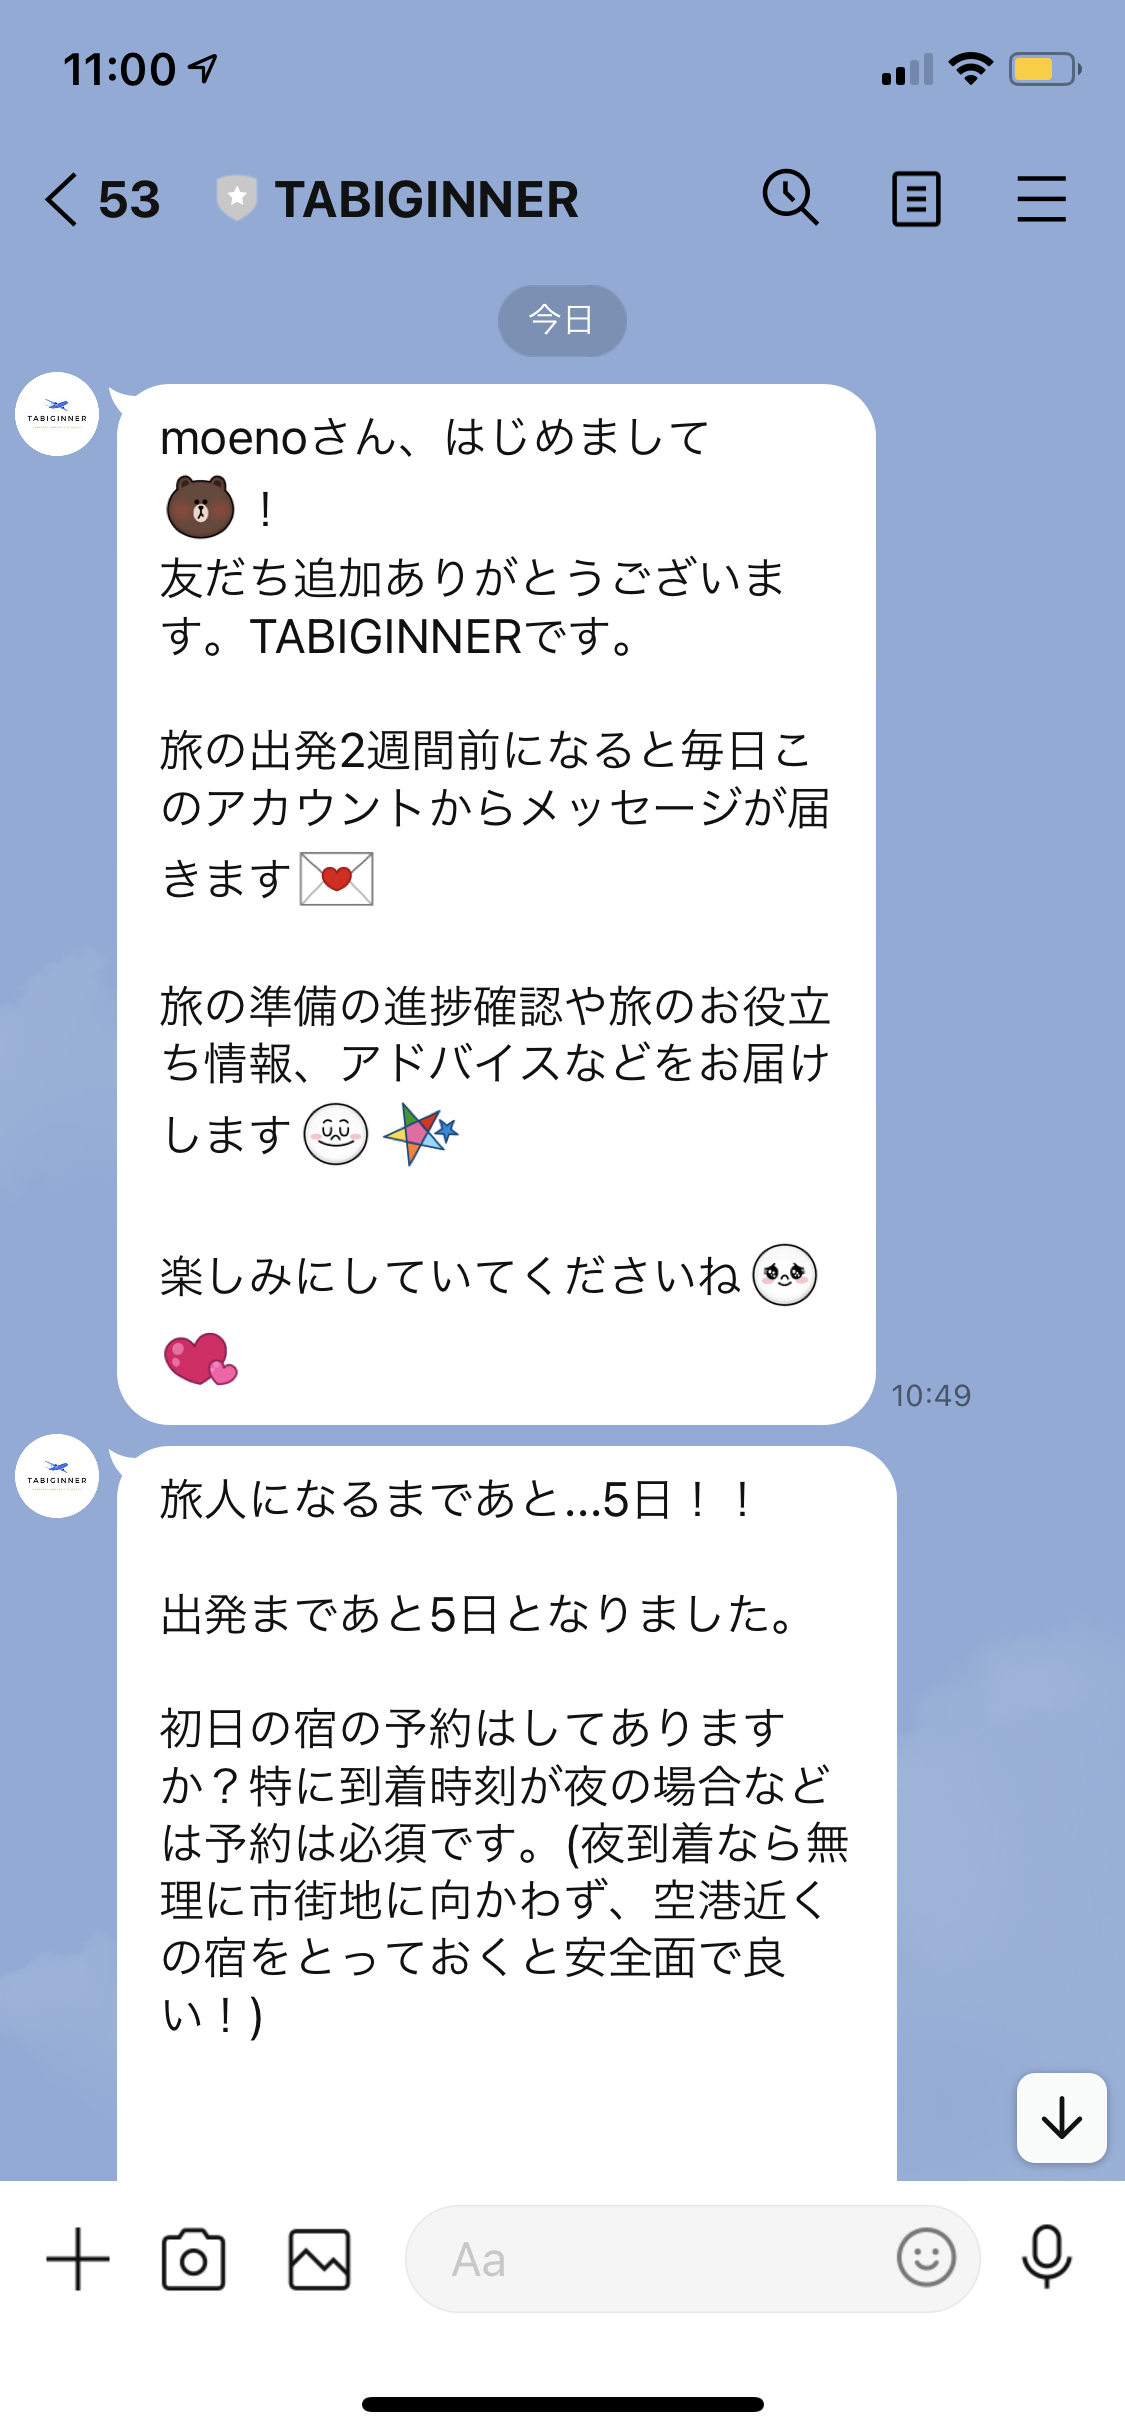 11:00
53 TABIGINNER
今日
TABIGINNER
moenoさん、はじめまして
！
友だち追加ありがとうございま
す。TABIGINNERです。
旅の出発2週間前になると毎日こ
のアカウントからメッセージが届
きます
旅の準備の進捗確認や旅のお役立
ち情報、アドバイスなどをお届け
します
楽しみにしていてくださいね
10:49
TABIGINNER
旅人になるまであと...5日！！
出発まであと5日となりました。
初日の宿の予約はしてあります
か？特に到着時刻が夜の場合など
は予約は必須です。(夜到着なら無
理に市街地に向かわず、空港近く
の宿をとっておくと安全面で良
い！)
Aa